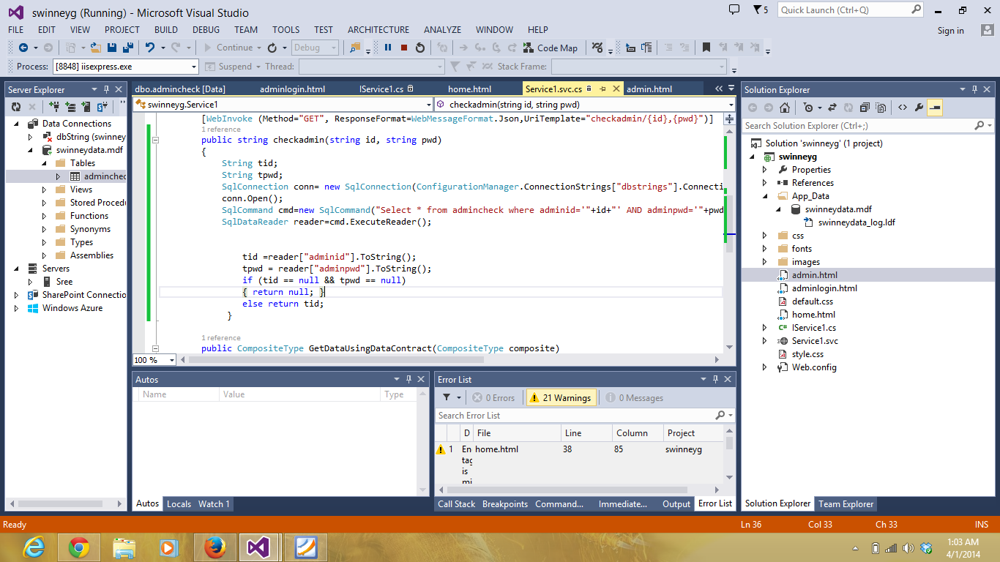 swinneyg (Running) - Microsoft Visual Studio
5
Quick Launch (Ctrl+Q)
FILE EDIT VIEW PROJECT BUILD DEBUG TEAM TOOLS TEST ARCHITECTURE ANALYZE WINDOW HELP
Sign in
Continue Debug Code Map
Process: [8848] iisexpress.exe Suspend Thread: Stack Frame:
Server Explorer
Data Connections
dbString (swinney
swinneydata.mdf
Tables
admincheck
Views
Stored Procedu
Functions
Synonyms
Types
Assemblies
Servers
Sree
SharePoint Connectio
Windows Azure
dbo.admincheck [Data] adminlogin.html IService1.cs home.html Service1.svc.cs admin.html
swinneyg.Service1 checkadmin(string id, string pwd)
[WebInvoke (Method="GET", ResponseFormat=WebMessageFormat.Json,UriTemplate="checkadmin/{id},{pwd}")]
1 reference
public string checkadmin(string id, string pwd)
{
String tid;
String tpwd;
SqlConnection conn= new SqlConnection(ConfigurationManager.ConnectionStrings["dbstrings"].Connecti
conn.Open();
SqlCommand cmd=new SqlCommand("Select * from admincheck where adminid='"+id+"' AND adminpwd='"+pwd
SqlDataReader reader=cmd.ExecuteReader();
tid =reader["adminid"].ToString();
tpwd = reader["adminpwd"].ToString();
if (tid == null && tpwd == null)
{ return null; }
else return tid;
}
1 reference
public CompositeType GetDataUsingDataContract(CompositeType composite)
100 %
Autos
Name Value Type
Autos Locals Watch 1
Error List
0 Errors 21 Warnings 0 Messages
Search Error List
D File Line Column Project
1 En home.html 38 85 swinneyg
tag
is
mi
Call Stack Breakpoints Command... Immediate... Output Error List
Solution Explorer
Search Solution Explorer (Ctrl+;)
Solution 'swinneyg' (1 project)
swinneyg
Properties
References
App_Data
swinneydata.mdf
swinneydata_log.ldf
css
fonts
images
admin.html
adminlogin.html
default.css
home.html
IService1.cs
Service1.svc
style.css
Web.config
Solution Explorer Team Explorer
Ready Ln 36 Col 33 Ch 33 INS
1:03 AM
4/1/2014